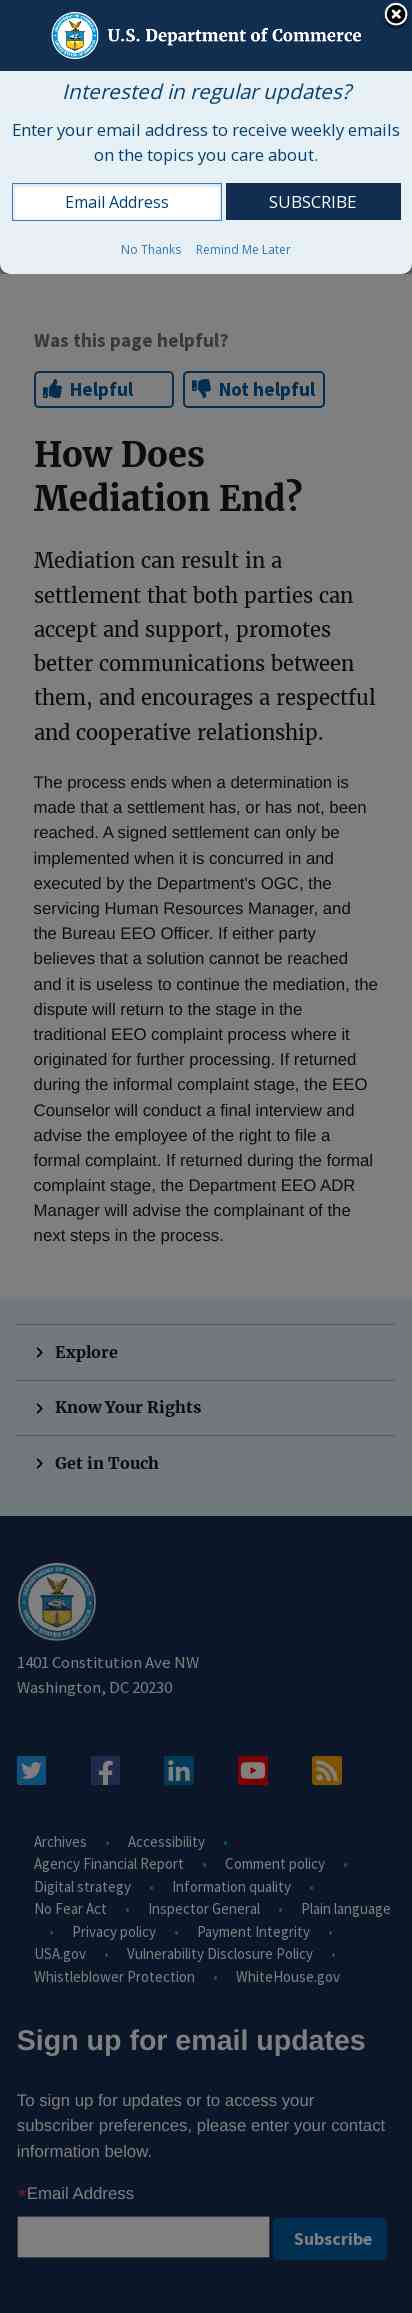 U.S. Department of Commerce
Interested in regular updates?
Enter your email address to receive weekly emails
on the topics you care about.
Email Address
SUBSCRIBE
No Thanks
Remind Me Later
Was this page helpful?
Helpful
Not helpful
How Does
Mediation End?
Mediation can result in a
settlement that both parties can
accept and support, promotes
better communications between
them, and encourages a respectful
and cooperative relationship.
The process ends when a determination is
made that a settlement has, or has not, been
reached. A signed settlement can only be
implemented when it is concurred in and
executed by the Department's OGC, the
servicing Human Resources Manager, and
the Bureau EEO Officer. If either party
believes that a solution cannot be reached
and it is useless to continue the mediation, the
dispute will return to the stage in the
traditional EEO complaint process where it
originated for further processing. If returned
during the informal complaint stage, the EEO
Counselor will conduct a final interview and
advise the employee of the right to file a
formal complaint. If returned during the formal
complaint stage, the Department EEO ADR
Manager will advise the complainant of the
next steps in the process.
Explore
Know Your Rights
Get in Touch
1401 Constitution Ave NW
Washington, DC 20230
Archives • Accessibility •
Agency Financial Report • Comment policy •
Digital strategy • Information quality •
No Fear Act • Inspector General • Plain language
• Privacy policy • Payment Integrity •
USA.gov • Vulnerability Disclosure Policy •
Whistleblower Protection • WhiteHouse.gov
Sign up for email updates
To sign up for updates or to access your
subscriber preferences, please enter your contact
information below.
*Email Address
Subscribe